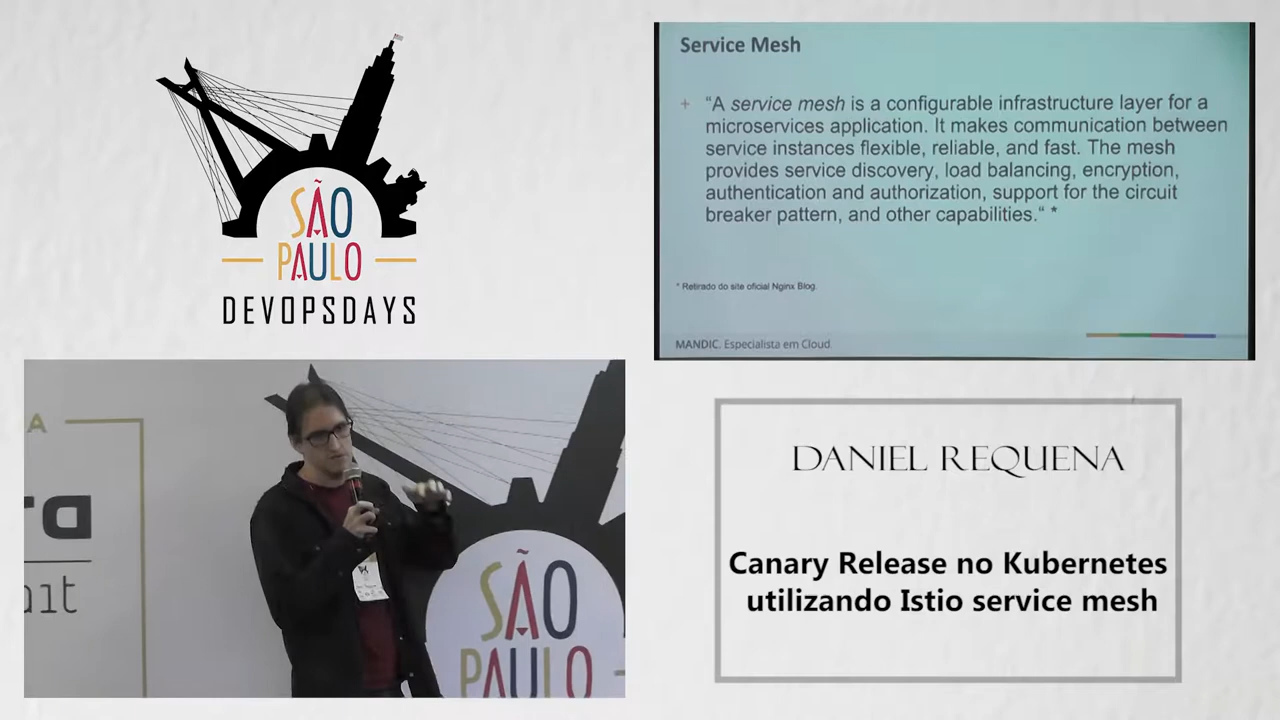 SÃO
PAULO
DEVOPSDAYS
Service Mesh
+ “A service mesh is a configurable infrastructure layer for a
microservices application. It makes communication between
service instances flexible, reliable, and fast. The mesh
provides service discovery, load balancing, encryption,
authentication and authorization, support for the circuit
breaker pattern, and other capabilities.“ *
* Retirado do site oficial Nginx Blog.
MANDIC. Especialista em Cloud.
A
ra
SÃO
PAULO
DANIEL REQUENA
Canary Release no Kubernetes
utilizando Istio service mesh